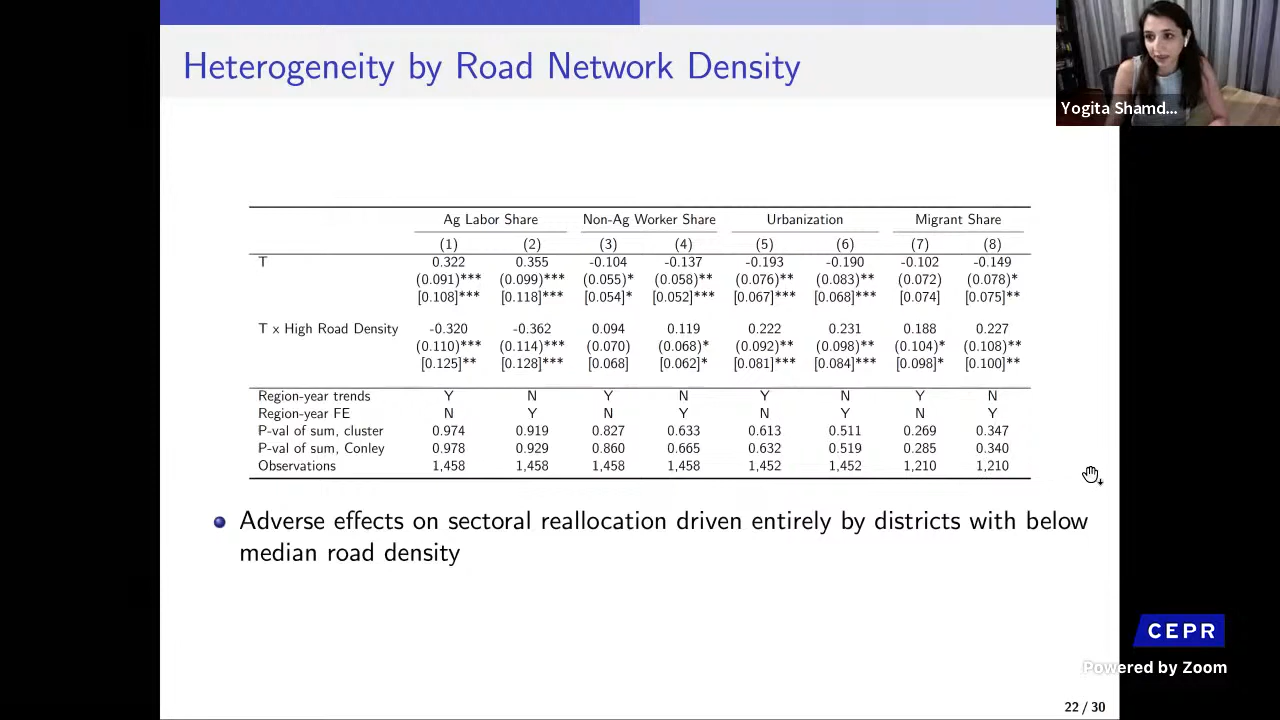 Heterogeneity by Road Network Density
Yogita Shamd...
Ag Labor Share Non-Ag Worker Share Urbanization Migrant Share
(1) (2) (3) (4) (5) (6) (7) (8)
T 0.322 0.355 -0.104 -0.137 -0.193 -0.190 -0.102 -0.149
(0.091)*** (0.099)*** (0.055)* (0.058)** (0.076)** (0.083)** (0.072) (0.078)*
[0.108]*** [0.118]*** [0.054]* [0.052]*** [0.067]*** [0.068]*** [0.074] [0.075]**
T x High Road Density -0.320 -0.362 0.094 0.119 0.222 0.231 0.188 0.227
(0.110)*** (0.114)*** (0.070) (0.068)* (0.092)** (0.098)** (0.104)* (0.108)**
[0.125]** [0.128]*** [0.068] [0.062]* [0.081]*** [0.084]*** [0.098]* [0.100]**
Region-year trends Y N Y N Y N Y N
Region-year FE N Y N Y N Y N Y
P-val of sum, cluster 0.974 0.919 0.827 0.633 0.613 0.511 0.269 0.347
P-val of sum, Conley 0.978 0.929 0.860 0.665 0.632 0.519 0.285 0.340
Observations 1,458 1,458 1,458 1,458 1,452 1,452 1,210 1,210
Adverse effects on sectoral reallocation driven entirely by districts with below
median road density
CEPR
Powered by Zoom
22 / 30